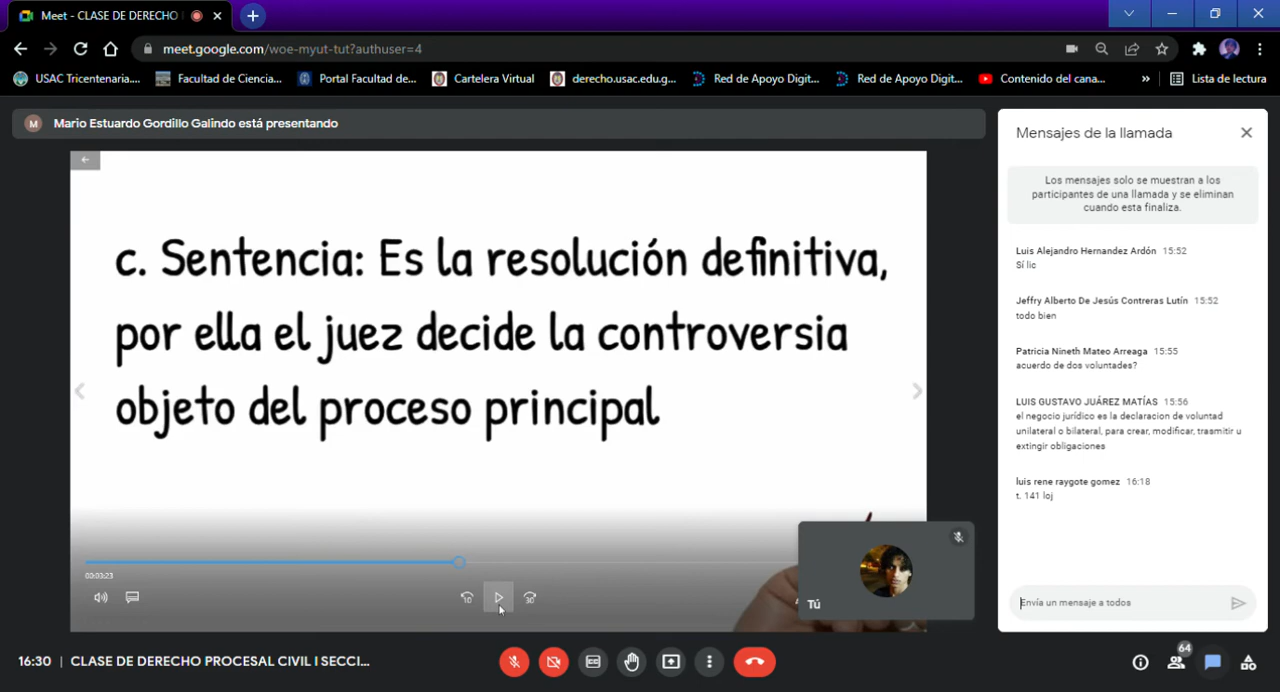 Meet - CLASE DE DERECHO
meet.google.com/woe-myut-tut?authuser=4
USAC Tricentenaria....
Facultad de Ciencia...
Portal Facultad de...
Cartelera Virtual
derecho.usac.edu.g...
Red de Apoyo Digit...
Red de Apoyo Digit...
Contenido del cana...
»
Lista de lectura
M
Mario Estuardo Gordillo Galindo está presentando
c. Sentencia: Es la resolución definitiva,
por ella el juez decide la controversia
objeto del proceso principal
00:03:23
10
30
Tú
Mensajes de la llamada
Los mensajes solo se muestran a los
participantes de una llamada y se eliminan
cuando esta finaliza.
Luis Alejandro Hernandez Ardón 15:52
Sí lic
Jeffry Alberto De Jesús Contreras Lutín 15:52
todo bien
Patricia Nineth Mateo Arreaga 15:55
acuerdo de dos voluntades?
LUIS GUSTAVO JUÁREZ MATÍAS 15:56
el negocio jurídico es la declaracion de voluntad
unilateral o bilateral, para crear, modificar, trasmitir u
extingir obligaciones
luis rene raygote gomez 16:18
t. 141 loj
Envía un mensaje a todos
16:30 | CLASE DE DERECHO PROCESAL CIVIL I SECCI...
64